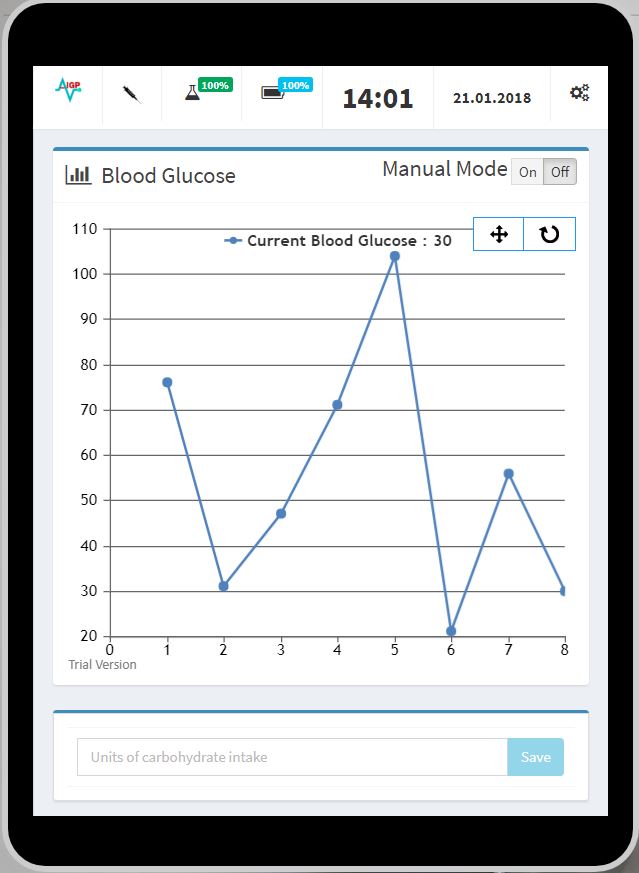 IGP
100%
100%
14:01
21.01.2018
Blood Glucose
Manual Mode On Off
Current Blood Glucose : 30
110
100
90
80
70
60
50
40
30
20
0 1 2 3 4 5 6 7 8
Trial Version
Units of carbohydrate intake
Save